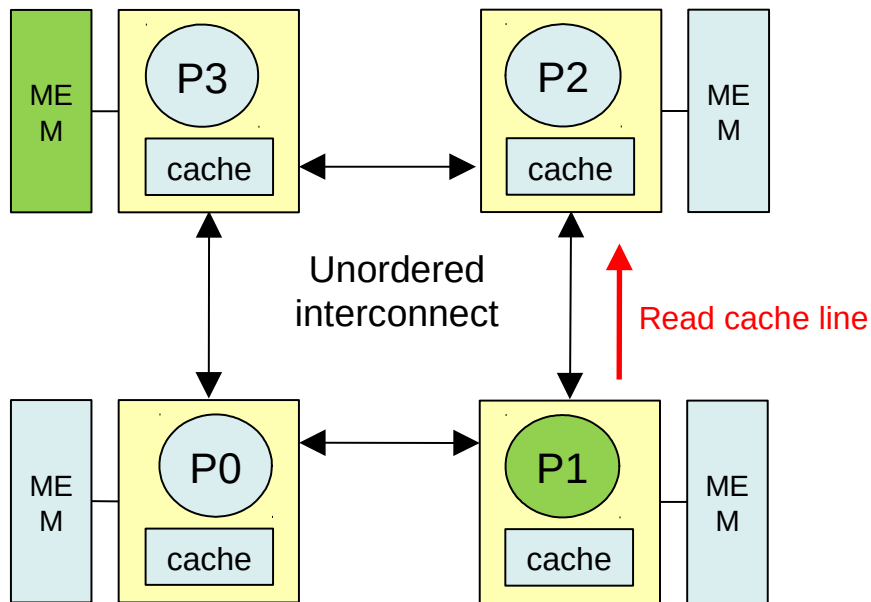 ME
M
P3
cache
P2
cache
ME
M
Unordered
interconnect
Read cache line
ME
M
P0
cache
P1
cache
ME
M